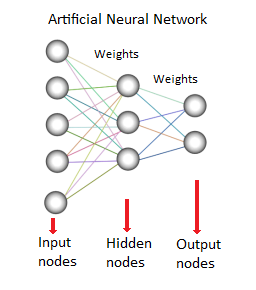 Artificial Neural Network
Weights
Weights
Input
nodes
Hidden
nodes
Output
nodes